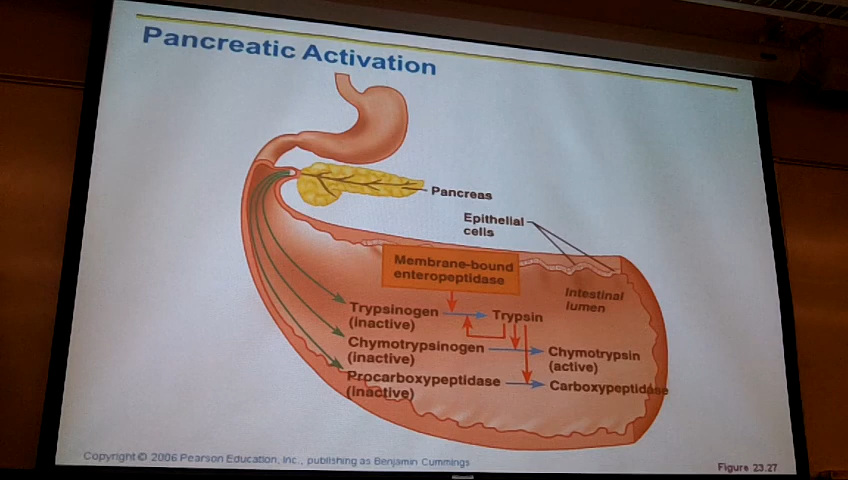 Pancreatic Activation
Pancreas
Epithelial
cells
Membrane-bound
enteropeptidase
Intestinal
lumen
Trypsinogen
(inactive)
Trypsin
Chymotrypsinogen
(inactive)
Chymotrypsin
(active)
Procarboxypeptidase
(inactive)
Carboxypeptidase
Copyright © 2006 Pearson Education, Inc., publishing as Benjamin Cummings
Figure 23.27